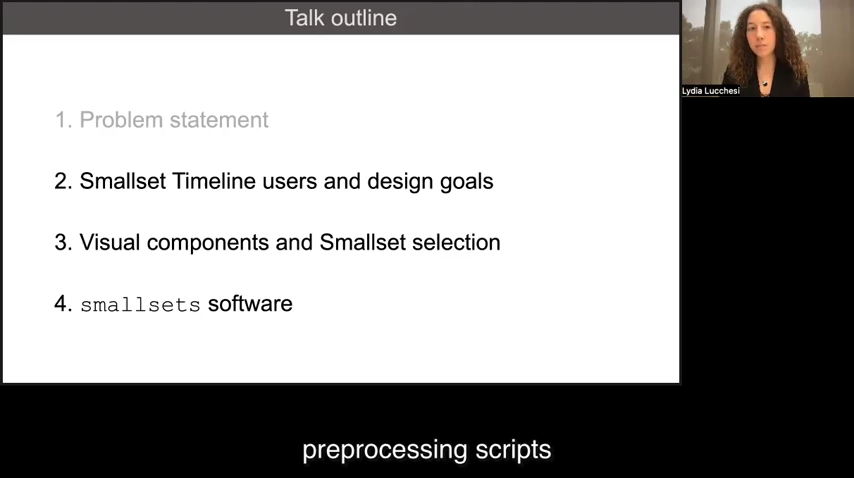 Talk outline
Lydia Lucchesi
1. Problem statement
2. Smallset Timeline users and design goals
3. Visual components and Smallset selection
4. smallsets software
preprocessing scripts